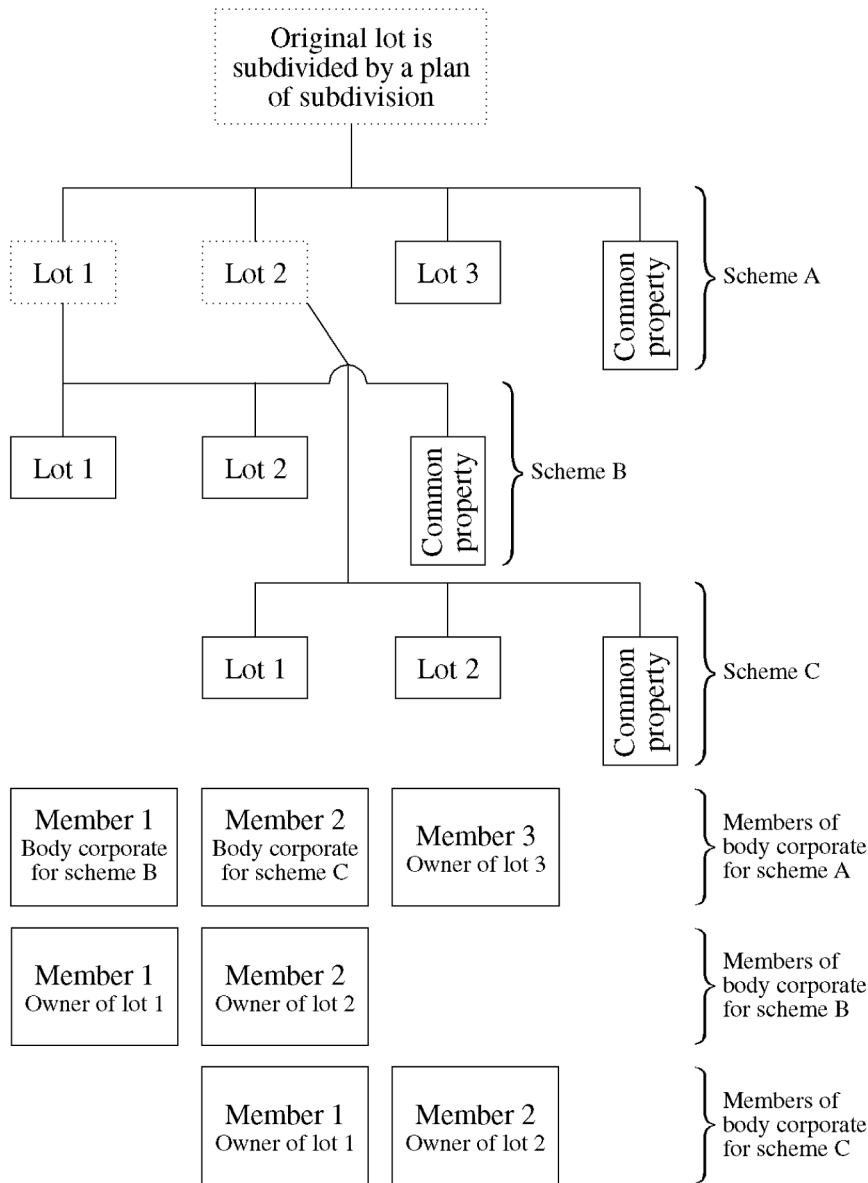 Original lot is
subdivided by a plan
of subdivision
Lot 1
Lot 2
Lot 3
Common
property
Scheme A
Lot 1
Lot 2
Common
property
Scheme B
Lot 1
Lot 2
Common
property
Scheme C
Member 1
Body corporate
for scheme B
Member 2
Body corporate
for scheme C
Member 3
Owner of lot 3
Members of
body corporate
for scheme A
Member 1
Owner of lot 1
Member 2
Owner of lot 2
Members of
body corporate
for scheme B
Member 1
Owner of lot 1
Member 2
Owner of lot 2
Members of
body corporate
for scheme C